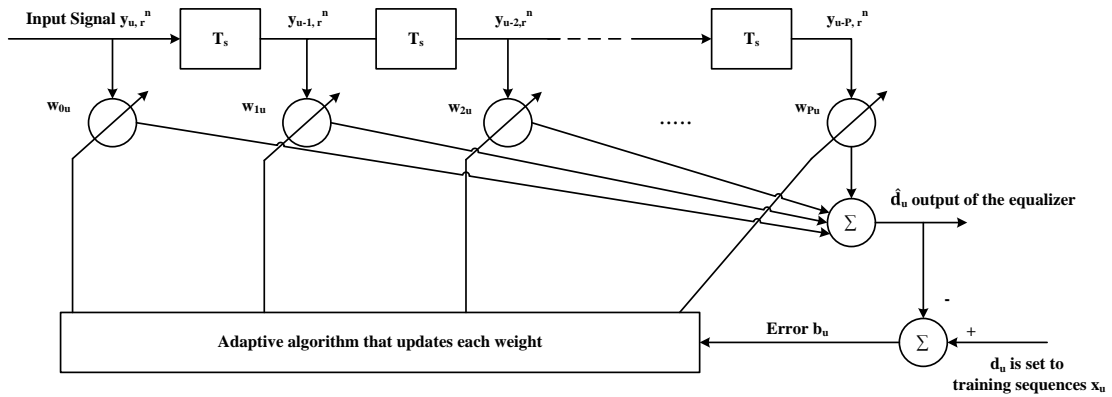 Input Signal y_{u, r}^n
y_{u-1, r}^n
y_{u-2,r}^n
y_{u-P, r}^n
T_s
T_s
T_s
w_{0u}
w_{1u}
w_{2u}
.....
w_{Pu}
Σ
d̂_u output of the equalizer
-
Adaptive algorithm that updates each weight
Error b_u
Σ
+
d_u is set to
training sequences x_u